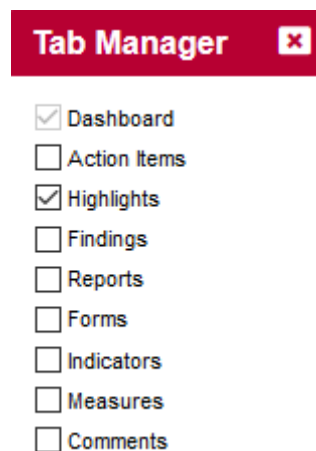 Tab Manager
Dashboard
Action Items
Highlights
Findings
Reports
Forms
Indicators
Measures
Comments